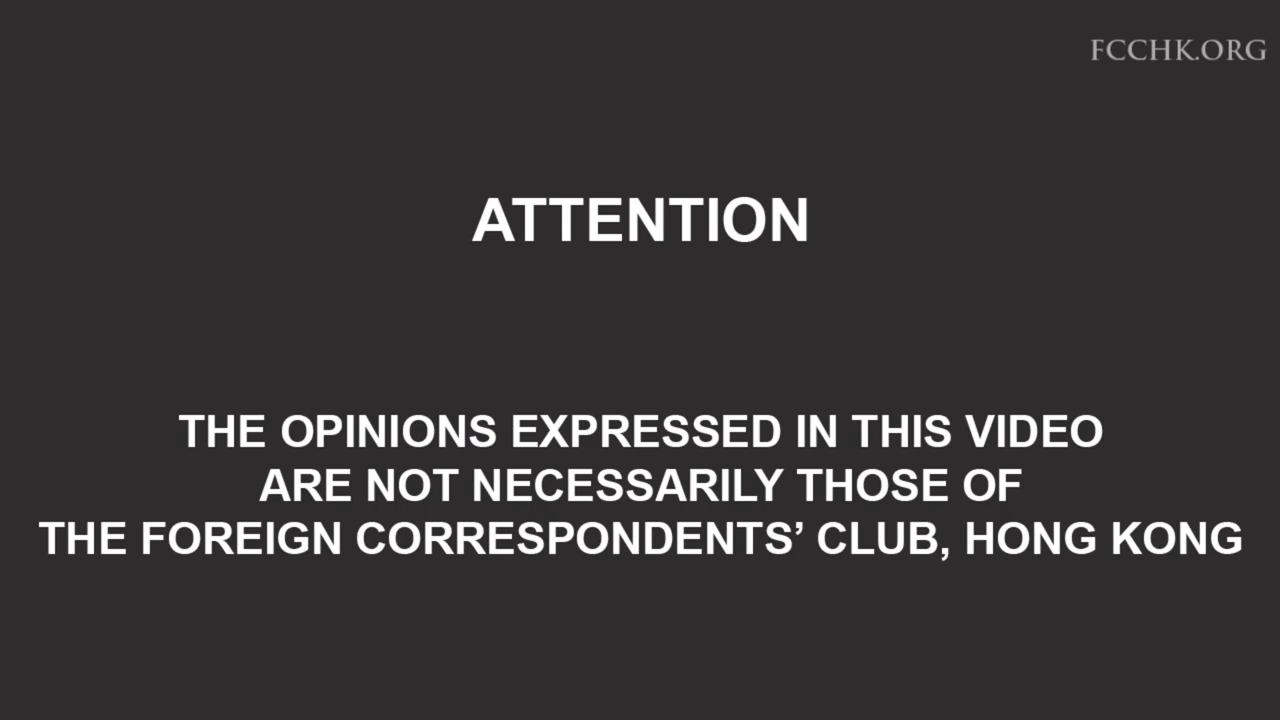 FCCHK.ORG
ATTENTION
THE OPINIONS EXPRESSED IN THIS VIDEO
ARE NOT NECESSARILY THOSE OF
THE FOREIGN CORRESPONDENTS’ CLUB, HONG KONG